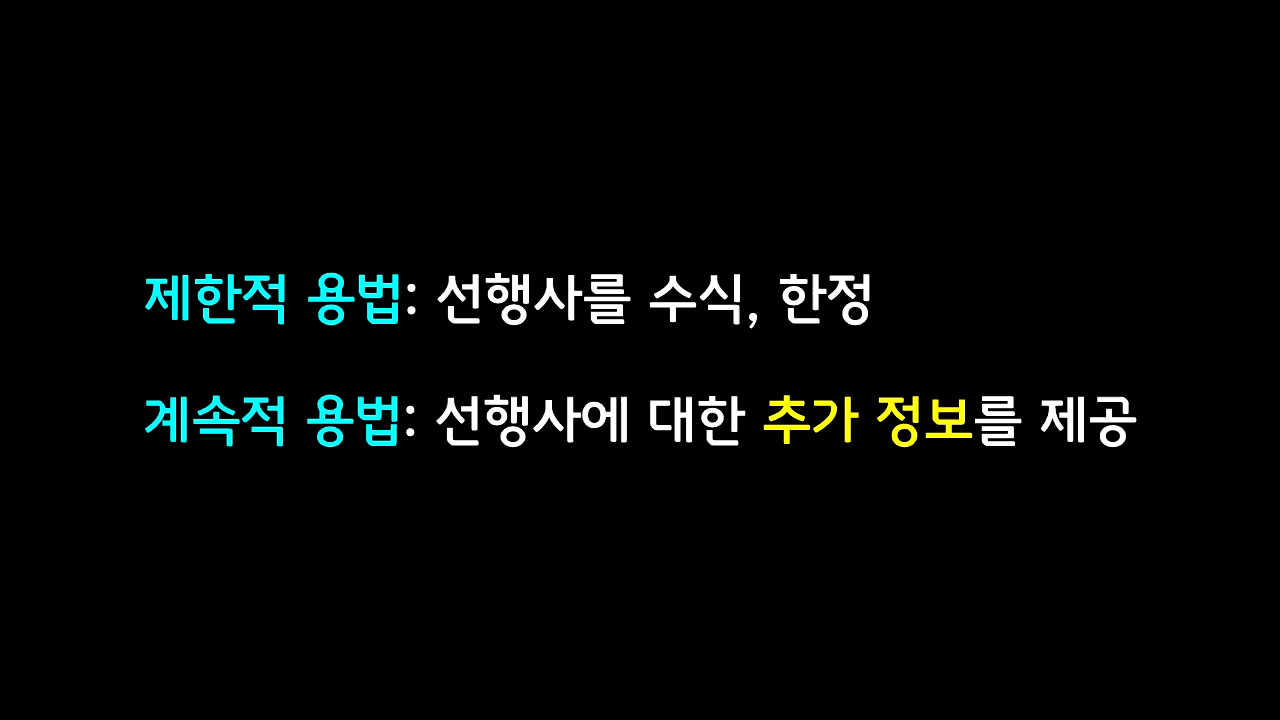 제한적 용법: 선행사를 수식, 한정
계속적 용법: 선행사에 대한 추가 정보를 제공